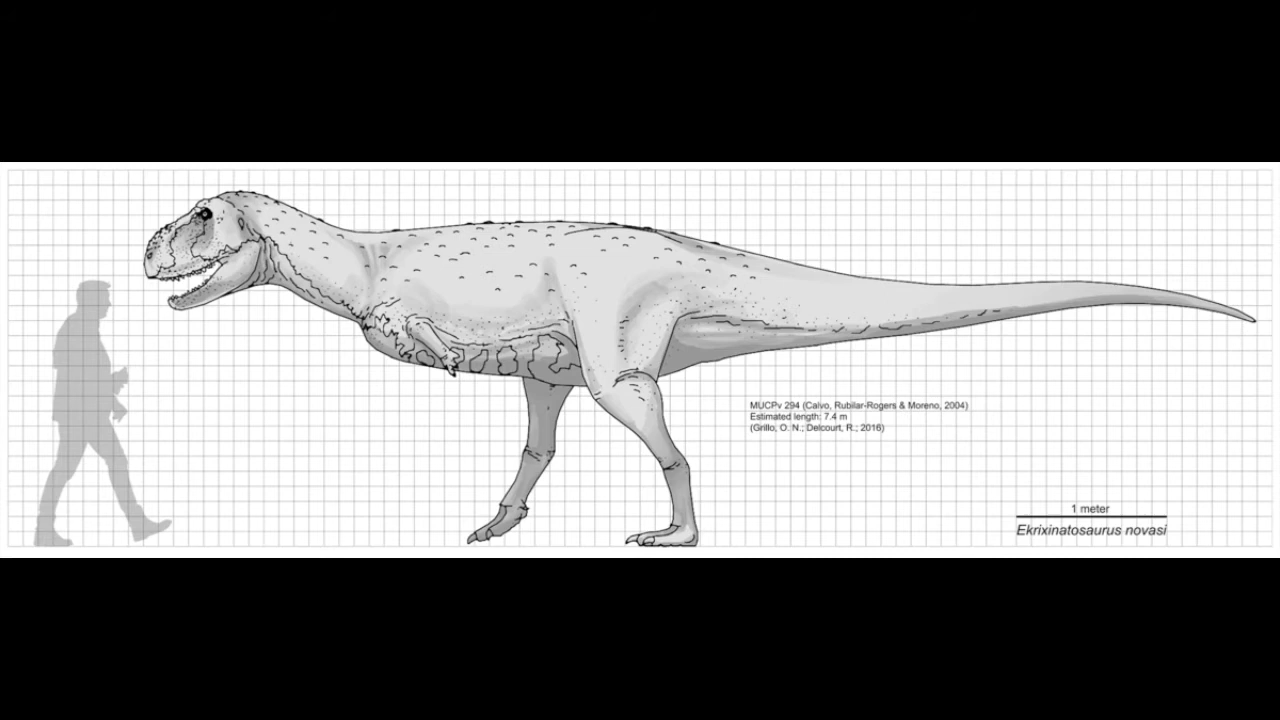 MUCPv 294 (Calvo, Rubilar-Rogers & Moreno, 2004)
Estimated length: 7.4 m
(Grillo, O. N.; Delcourt, R.; 2016)
1 meter
Ekrixinatosaurus novasi